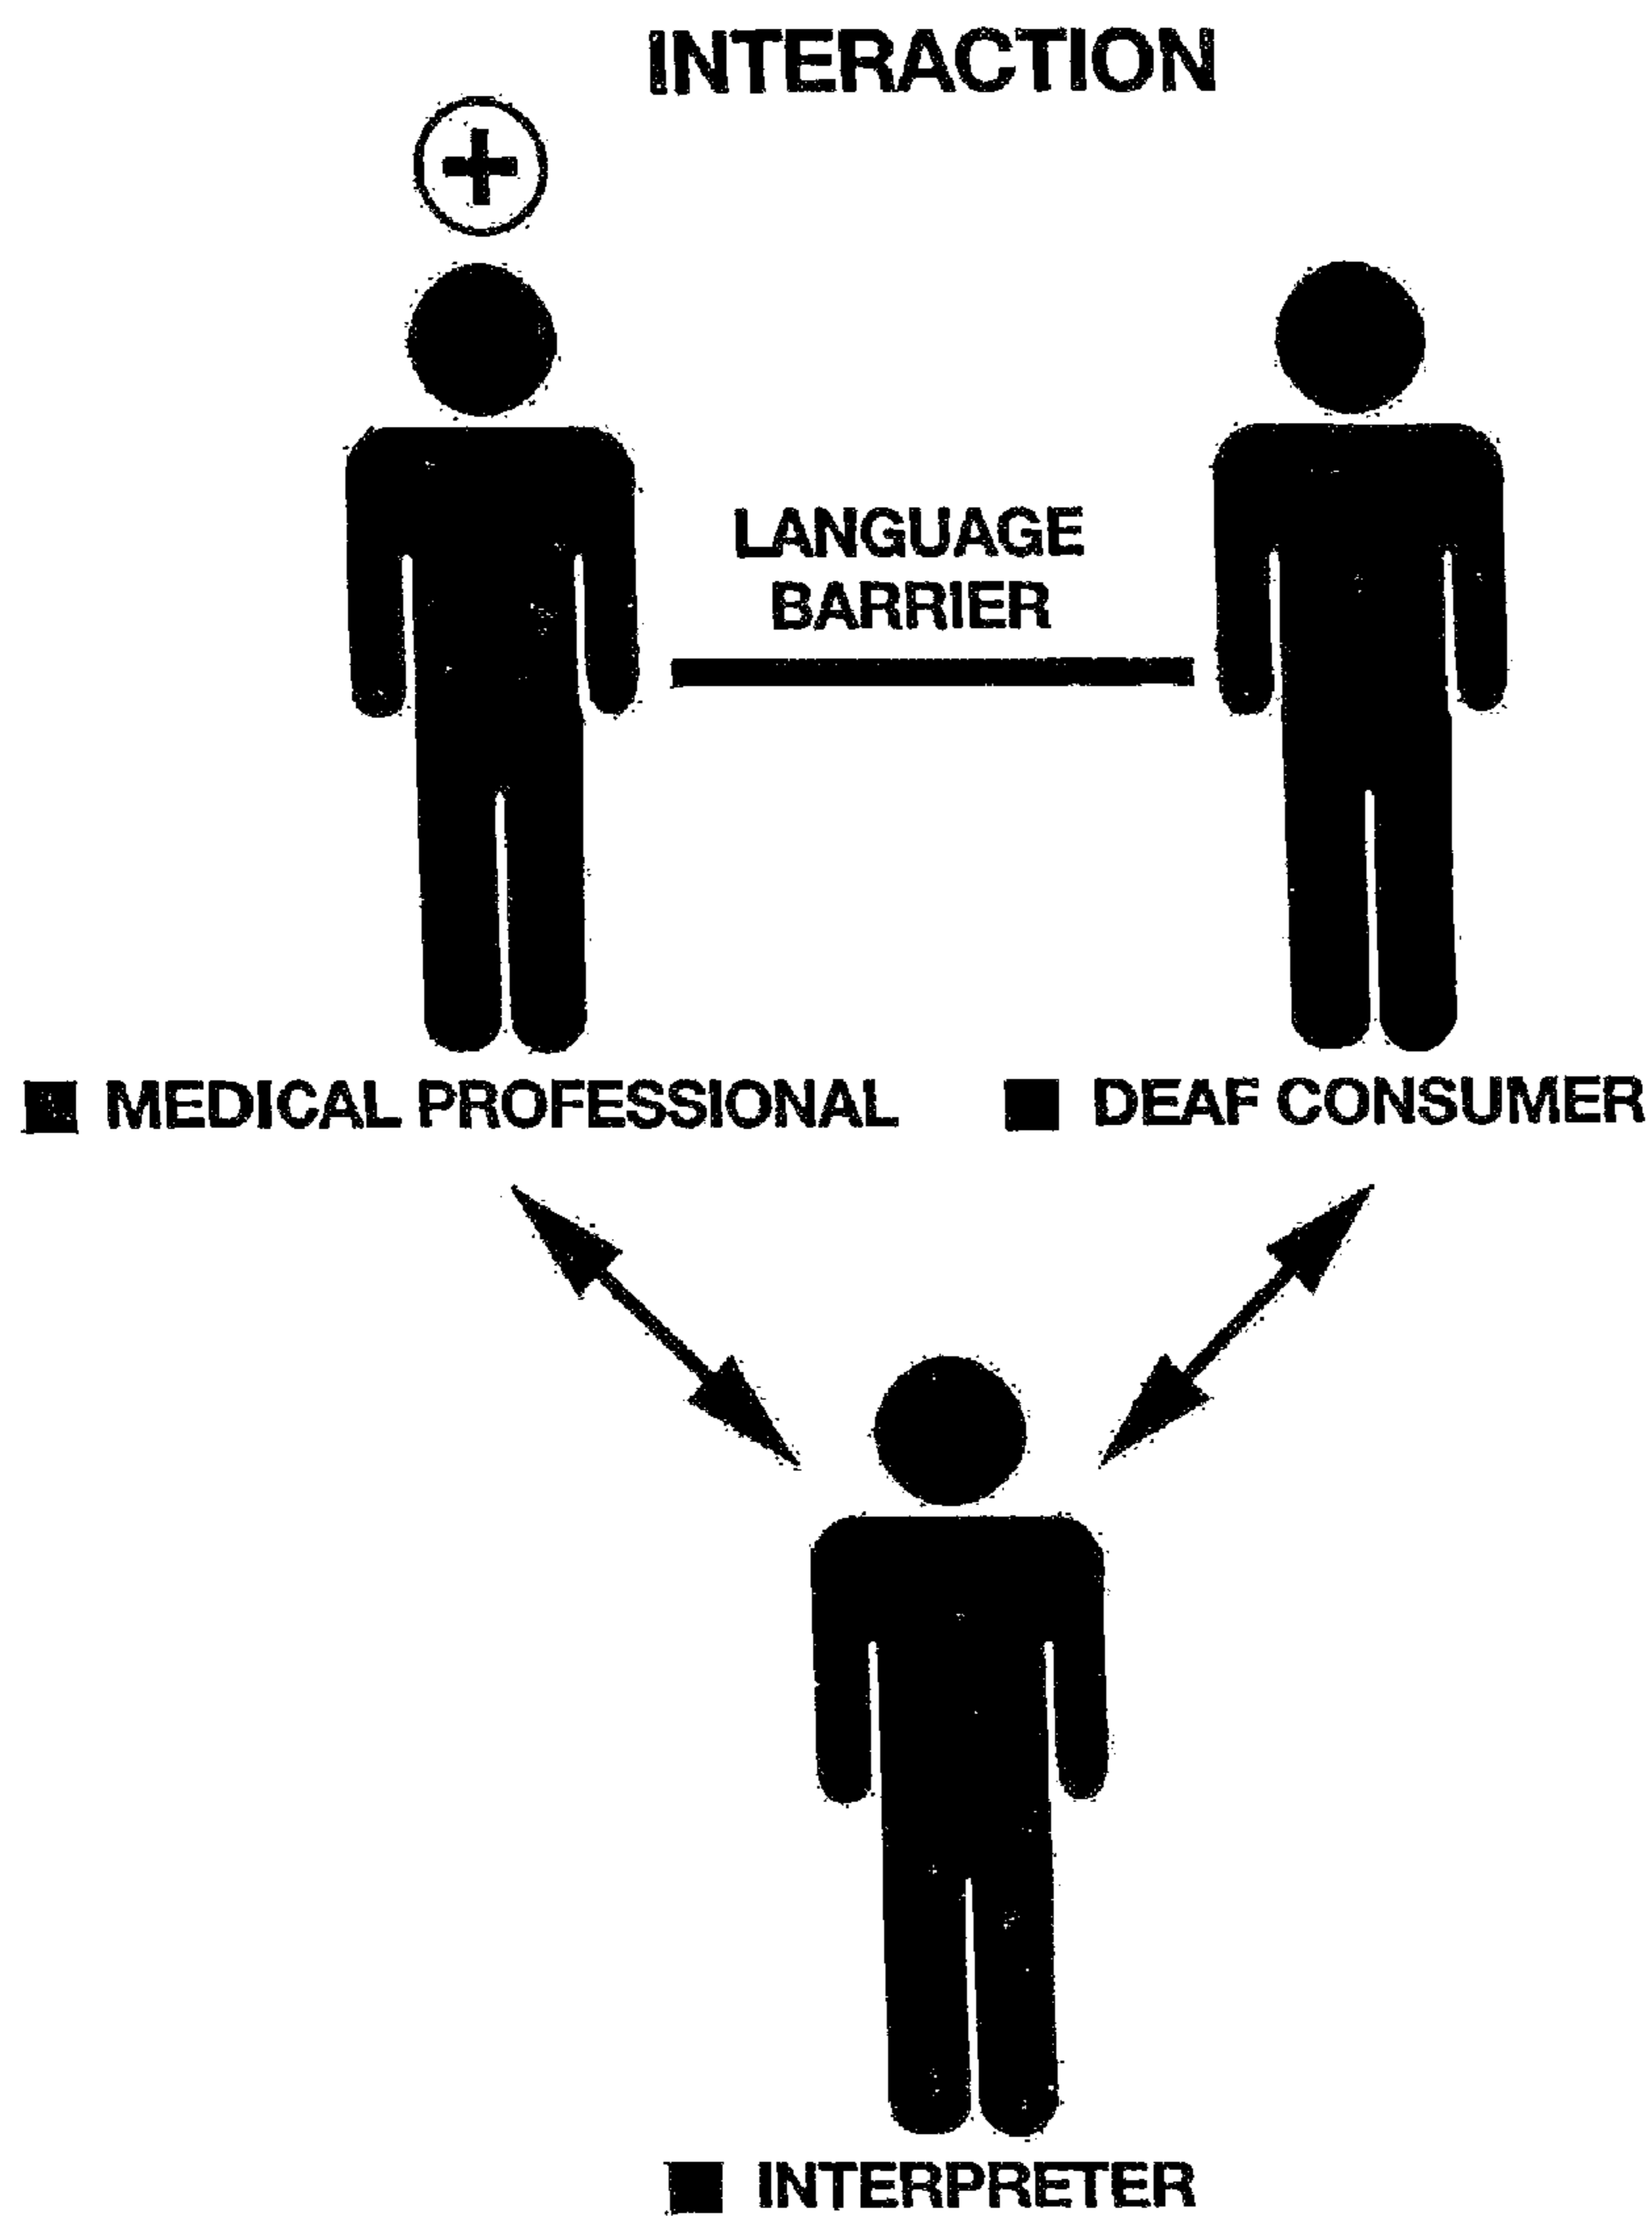 INTERACTION
LANGUAGE
BARRIER
MEDICAL PROFESSIONAL
DEAF CONSUMER
INTERPRETER